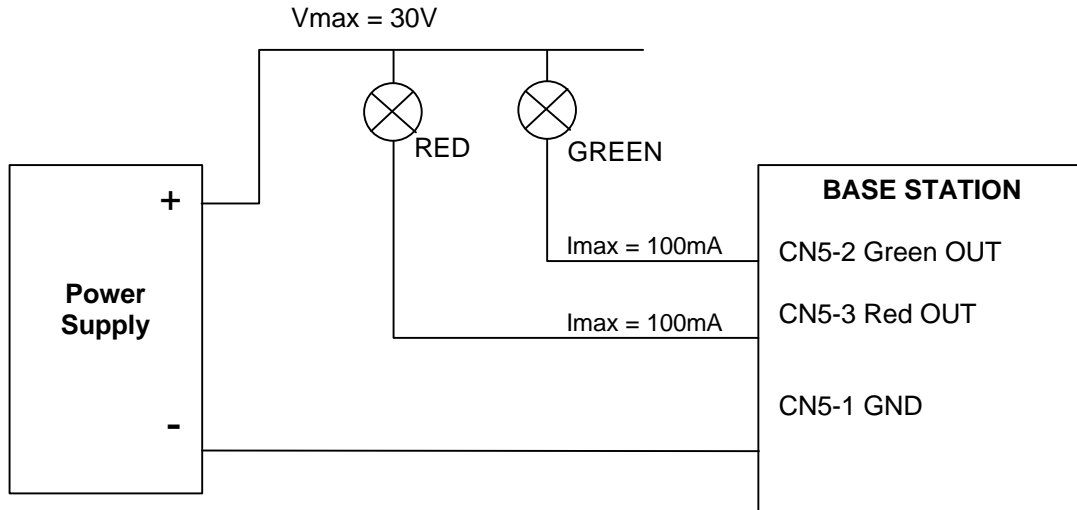 Vmax = 30V
RED
GREEN
+
Power
Supply
-
BASE STATION
Imax = 100mA
CN5-2 Green OUT
Imax = 100mA
CN5-3 Red OUT
CN5-1 GND